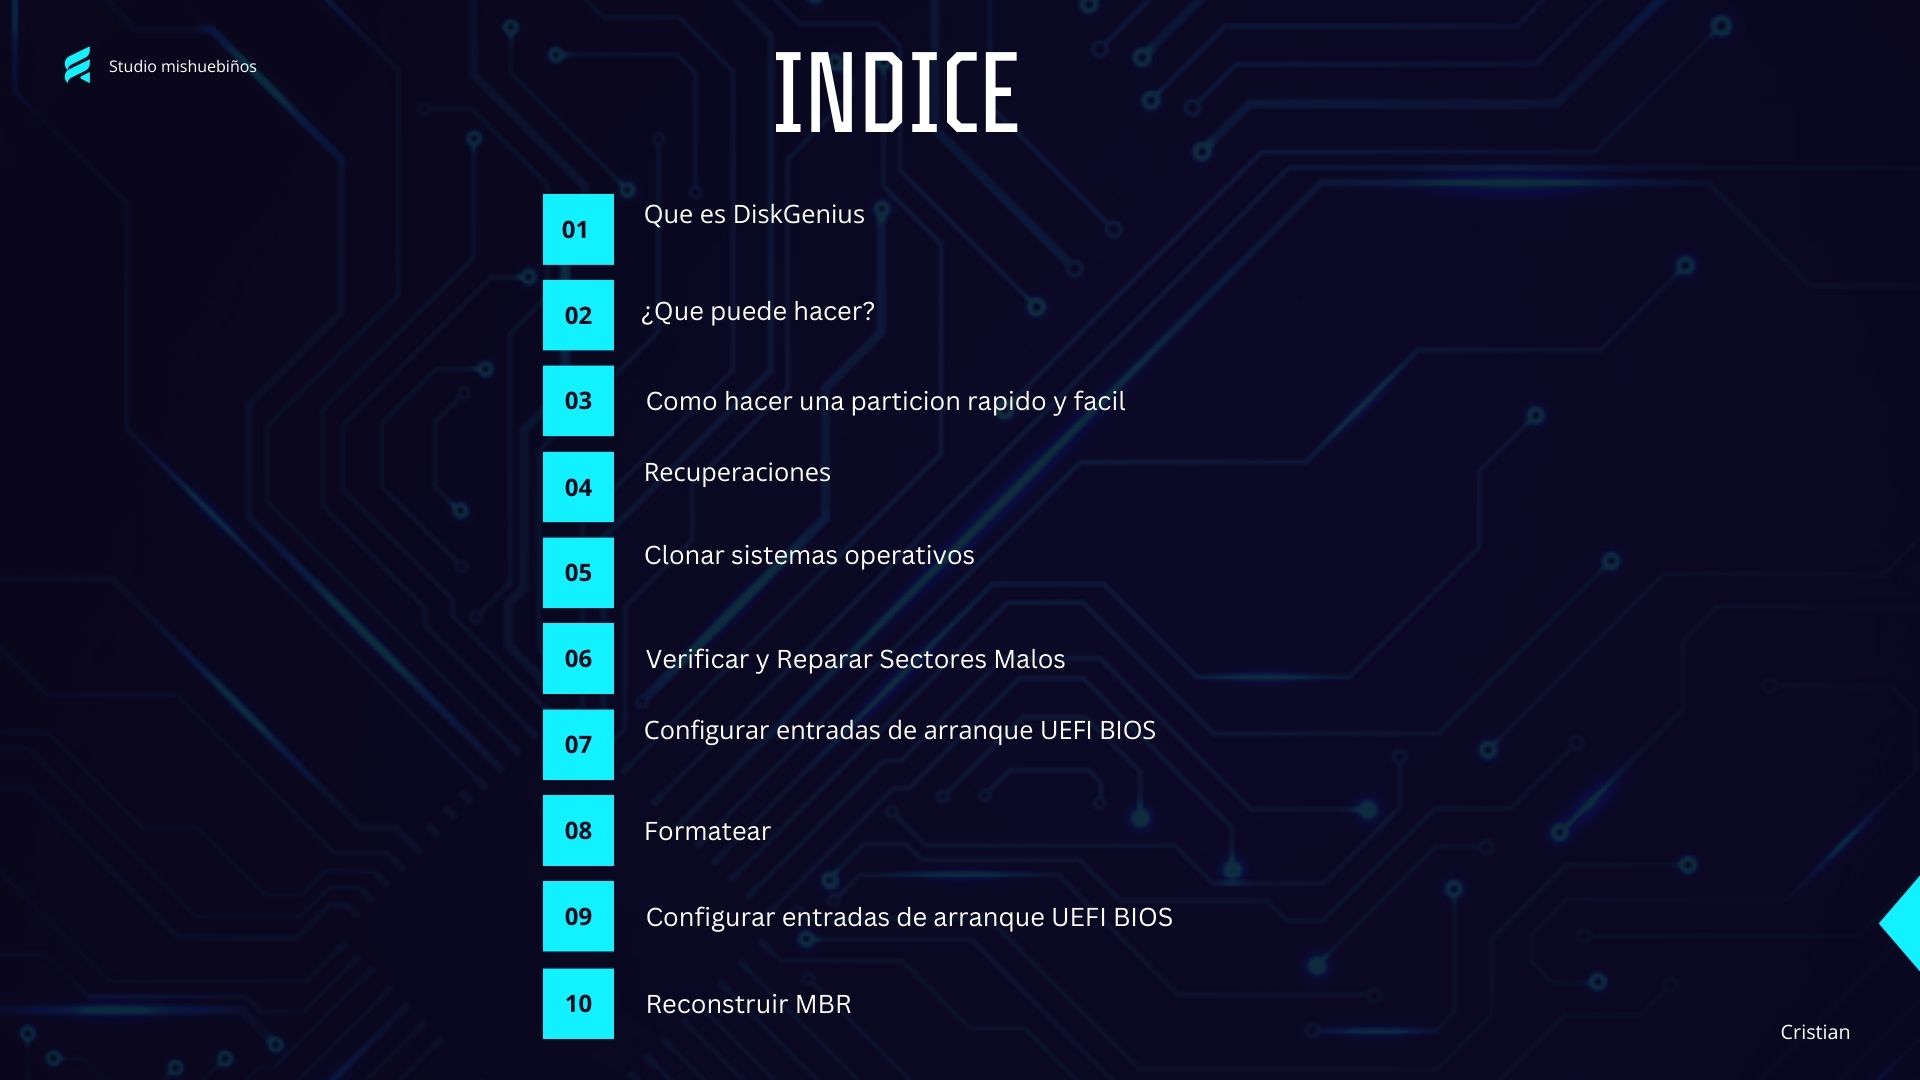 Studio mishuebiños
INDICE
01 Que es DiskGenius
02 ¿Que puede hacer?
03 Como hacer una particion rapido y facil
04 Recuperaciones
05 Clonar sistemas operativos
06 Verificar y Reparar Sectores Malos
07 Configurar entradas de arranque UEFI BIOS
08 Formatear
09 Configurar entradas de arranque UEFI BIOS
10 Reconstruir MBR
Cristian